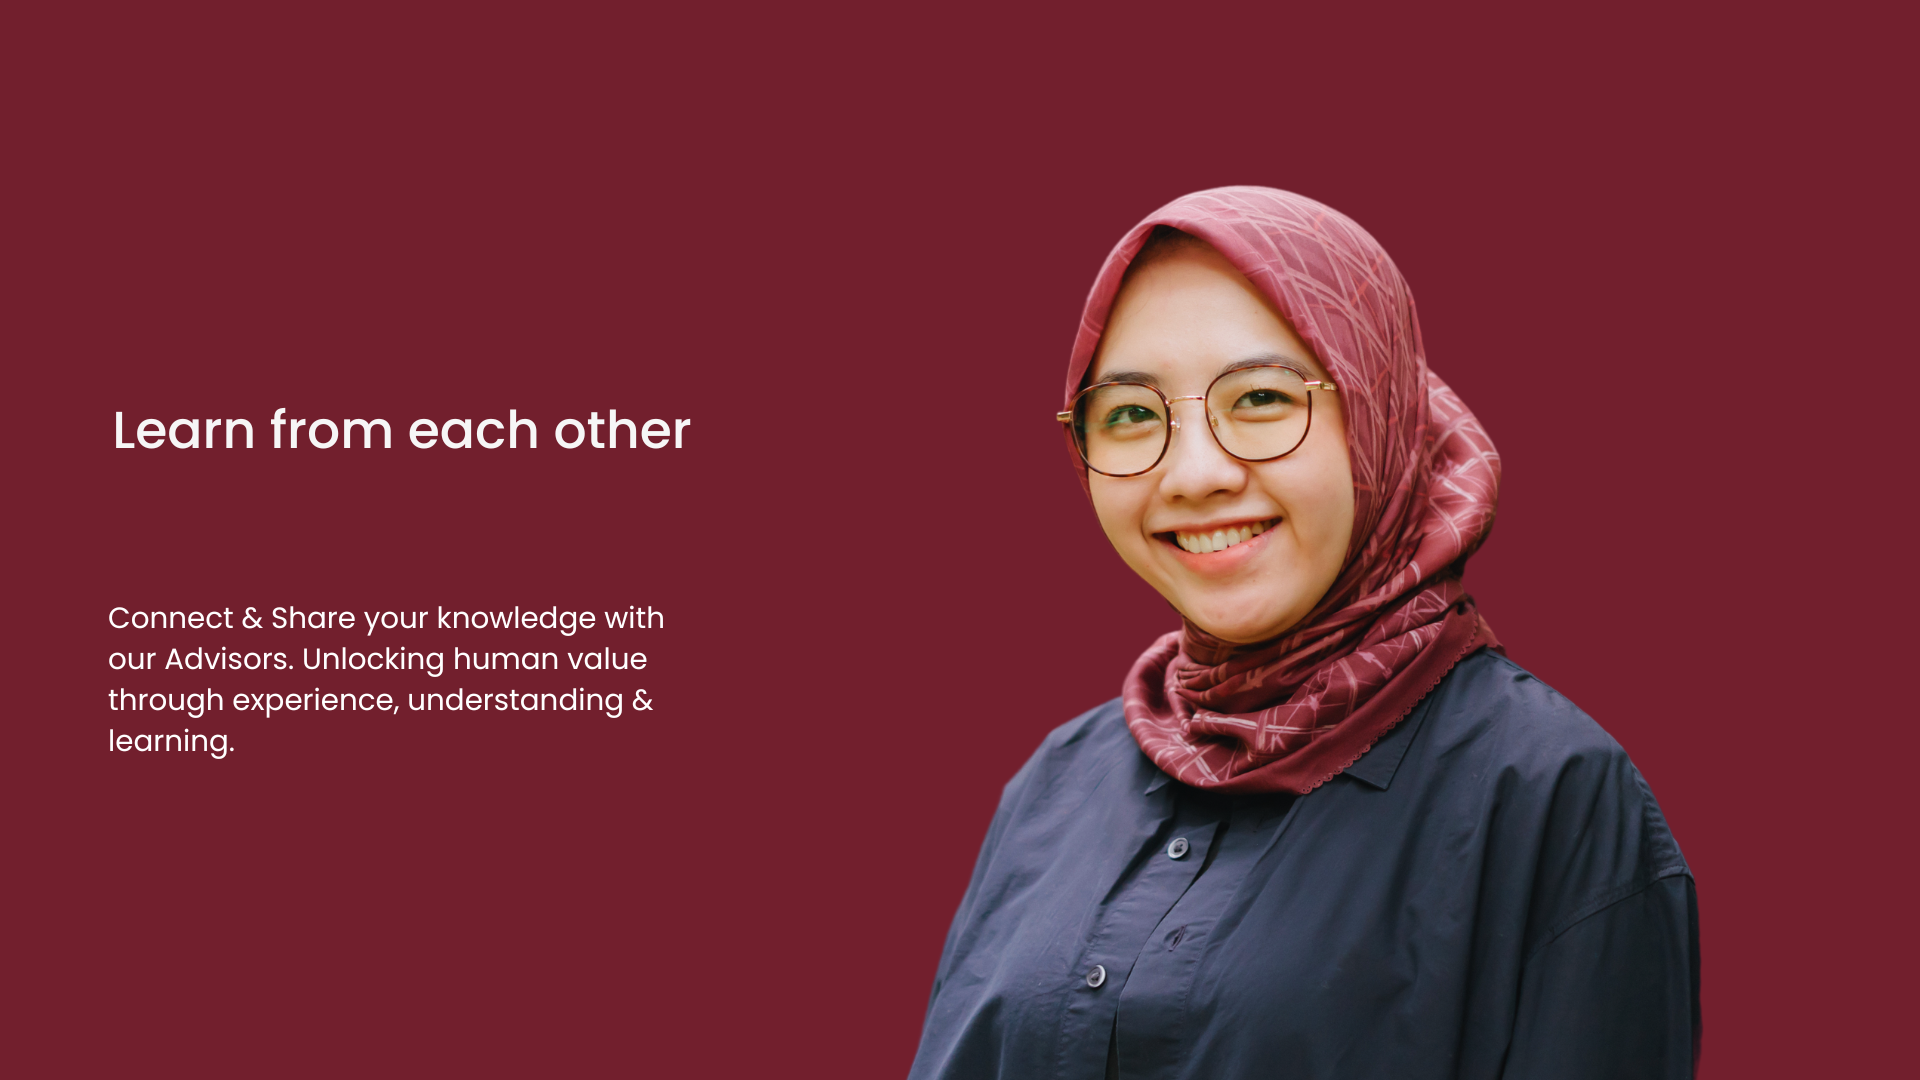 Learn from each other
Connect & Share your knowledge with
our Advisors. Unlocking human value
through experience, understanding &
learning.